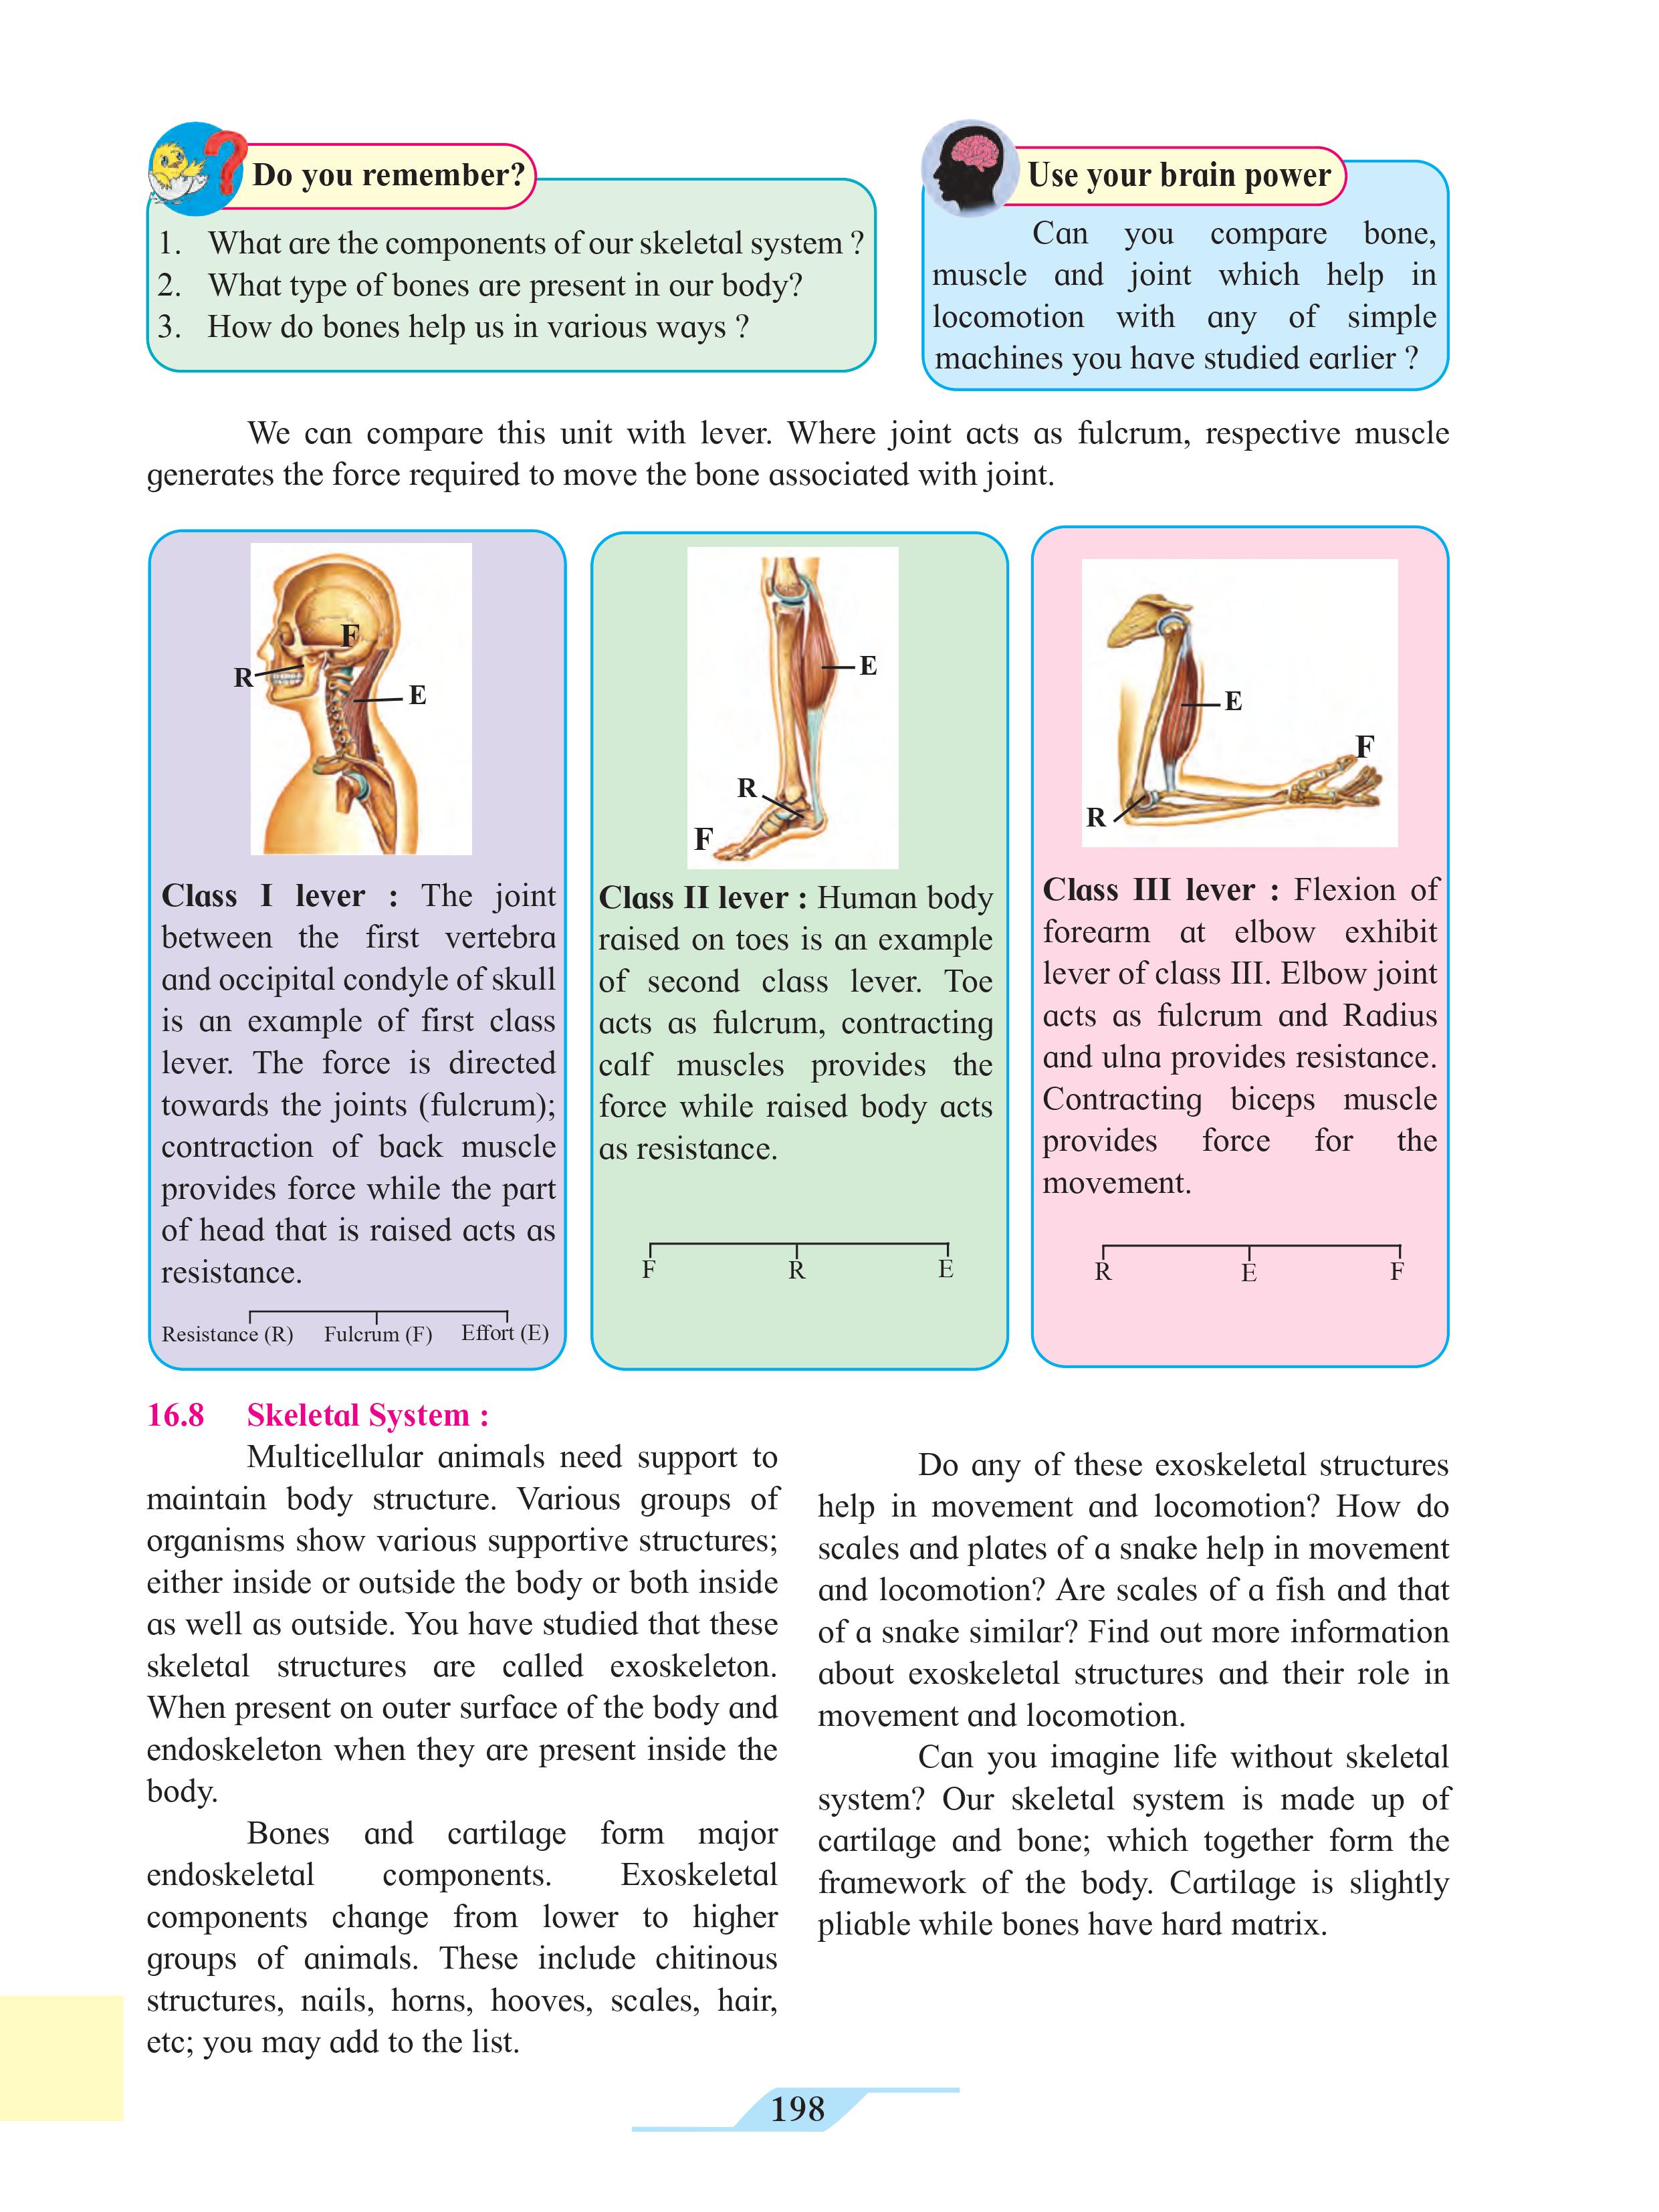 Do you remember?
1. What are the components of our skeletal system ?
2. What type of bones are present in our body?
3. How do bones help us in various ways ?
Use your brain power
Can you compare bone,
muscle and joint which help in
locomotion with any of simple
machines you have studied earlier ?
We can compare this unit with lever. Where joint acts as fulcrum, respective muscle
generates the force required to move the bone associated with joint.
F
R
E
Class I lever : The joint
between the first vertebra
and occipital condyle of skull
is an example of first class
lever. The force is directed
towards the joints (fulcrum);
contraction of back muscle
provides force while the part
of head that is raised acts as
resistance.
Resistance (R) Fulcrum (F) Effort (E)
E
R
F
Class II lever : Human body
raised on toes is an example
of second class lever. Toe
acts as fulcrum, contracting
calf muscles provides the
force while raised body acts
as resistance.
F R E
E
F
R
Class III lever : Flexion of
forearm at elbow exhibit
lever of class III. Elbow joint
acts as fulcrum and Radius
and ulna provides resistance.
Contracting biceps muscle
provides force for the
movement.
R E F
16.8 Skeletal System :
Multicellular animals need support to
maintain body structure. Various groups of
organisms show various supportive structures;
either inside or outside the body or both inside
as well as outside. You have studied that these
skeletal structures are called exoskeleton.
When present on outer surface of the body and
endoskeleton when they are present inside the
body.
Bones and cartilage form major
endoskeletal components. Exoskeletal
components change from lower to higher
groups of animals. These include chitinous
structures, nails, horns, hooves, scales, hair,
etc; you may add to the list.
Do any of these exoskeletal structures
help in movement and locomotion? How do
scales and plates of a snake help in movement
and locomotion? Are scales of a fish and that
of a snake similar? Find out more information
about exoskeletal structures and their role in
movement and locomotion.
Can you imagine life without skeletal
system? Our skeletal system is made up of
cartilage and bone; which together form the
framework of the body. Cartilage is slightly
pliable while bones have hard matrix.
198